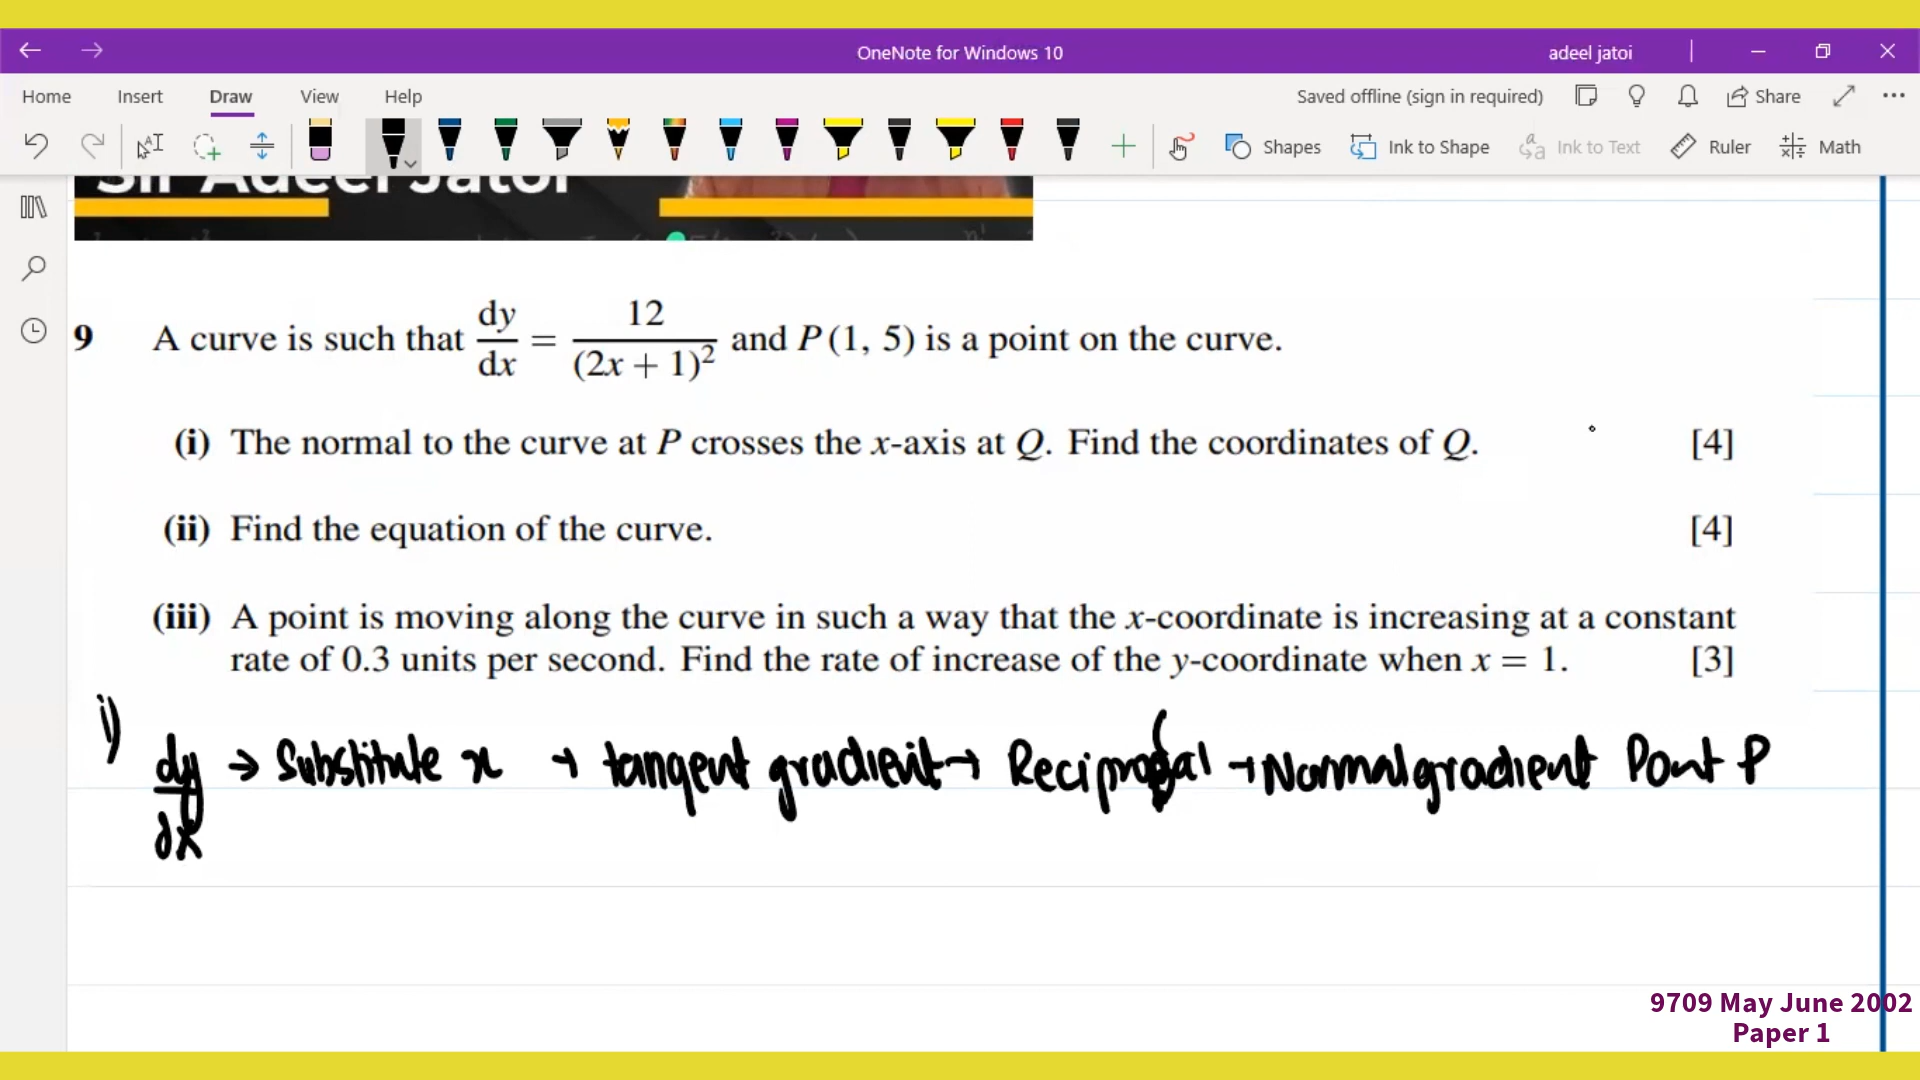 OneNote for Windows 10
adeel jatoi
Home Insert Draw View Help
Saved offline (sign in required)
Share
Shapes
Ink to Shape
Ink to Text
Ruler
Math
Sir Adeel Jatoi
9 A curve is such that dy/dx = 12/(2x + 1)² and P(1, 5) is a point on the curve.
(i) The normal to the curve at P crosses the x-axis at Q. Find the coordinates of Q. [4]
(ii) Find the equation of the curve. [4]
(iii) A point is moving along the curve in such a way that the x-coordinate is increasing at a constant
rate of 0.3 units per second. Find the rate of increase of the y-coordinate when x = 1. [3]
i)
dy/dx → Substitute x → tangent gradient → Reciprocal → Normal gradient Point P
9709 May June 2002
Paper 1